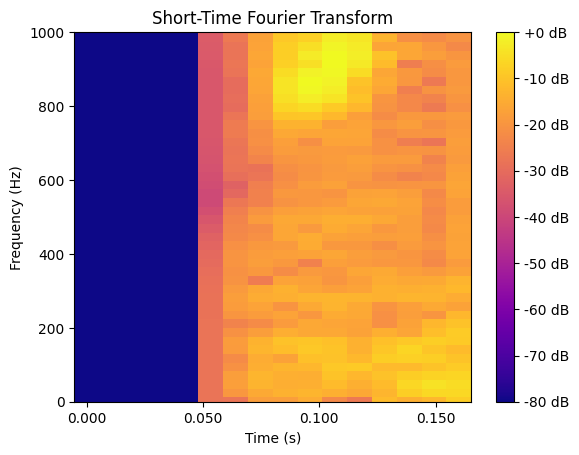 Short-Time Fourier Transform
1000
800
600
400
200
0
Frequency (Hz)
0.000
0.050
0.100
0.150
Time (s)
+0 dB
-10 dB
-20 dB
-30 dB
-40 dB
-50 dB
-60 dB
-70 dB
-80 dB